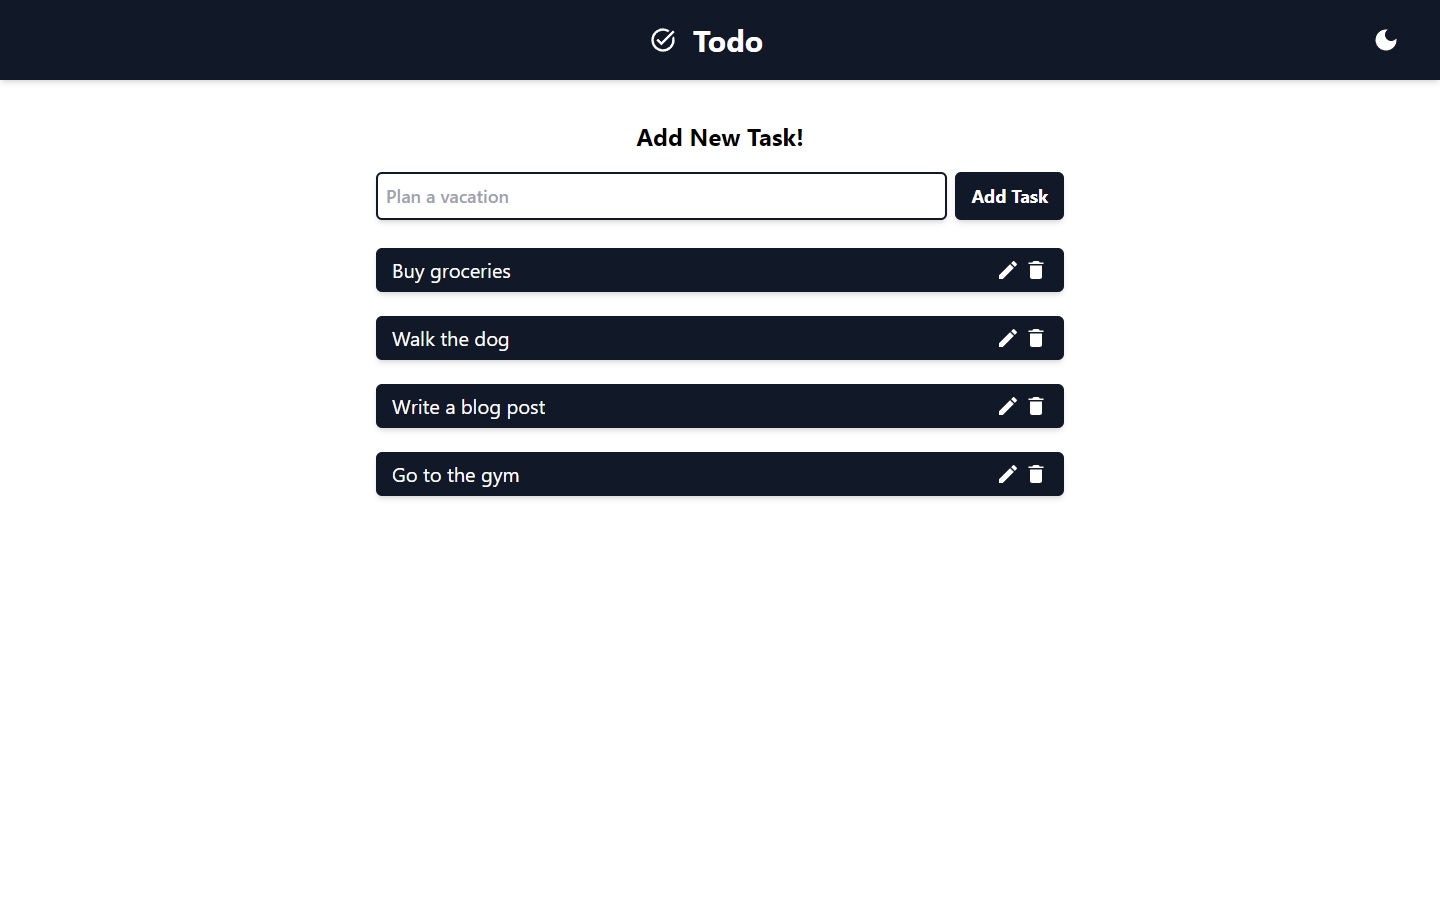 Todo
Add New Task!
Plan a vacation
Add Task
Buy groceries
Walk the dog
Write a blog post
Go to the gym